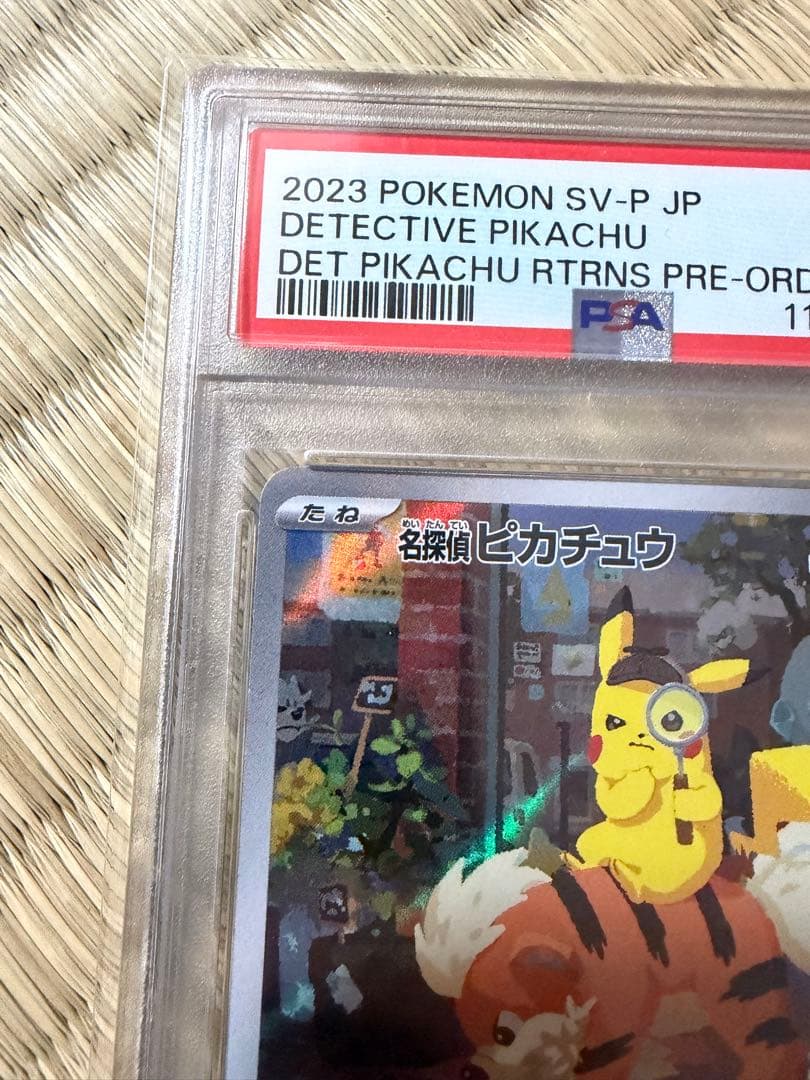 2023 POKEMON SV-P JP
DETECTIVE PIKACHU
DET PIKACHU RTRNS PRE-ORD
PSA
11
たね
めいたんてい
名探偵ピカチュウ